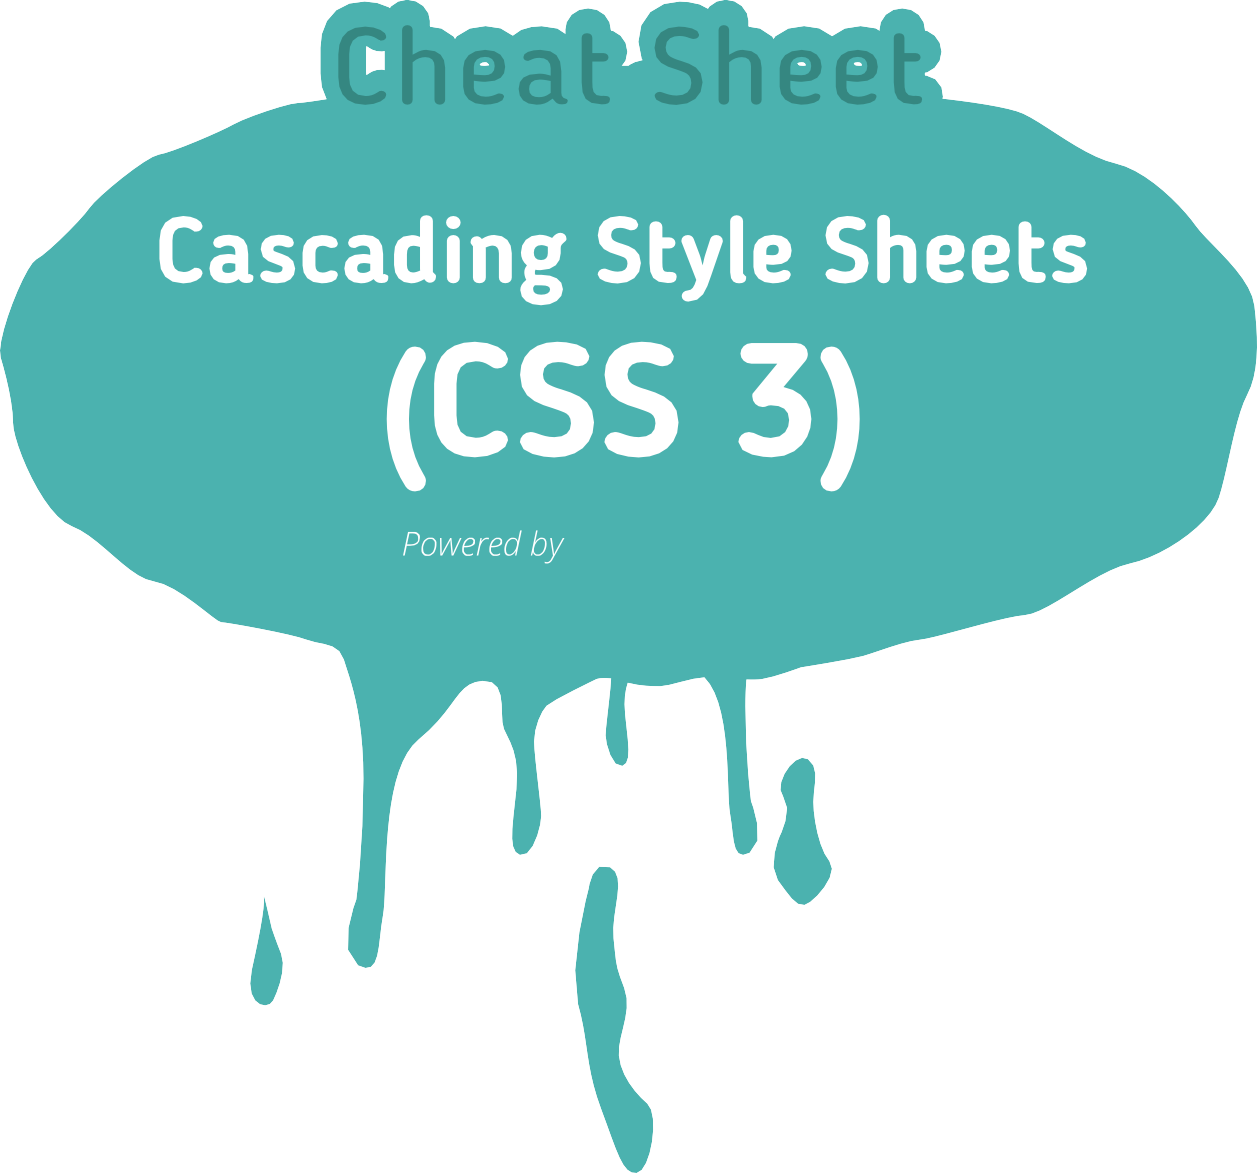 Cheat Sheet
Cascading Style Sheets
(CSS 3)
Powered by